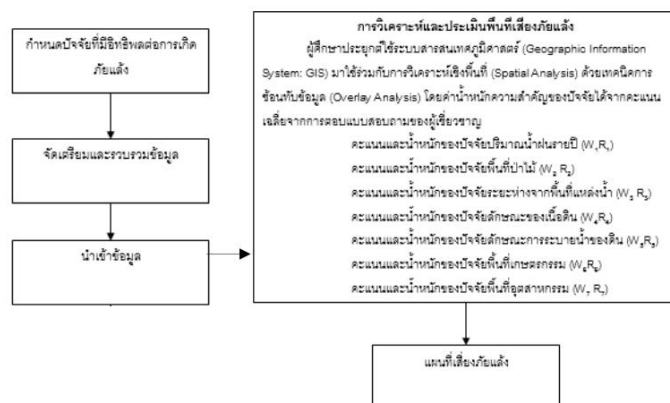 กำหนดปัจจัยที่มีอิทธิพลต่อการเกิด
ภัยแล้ง
จัดเตรียมและรวบรวมข้อมูล
นำเข้าข้อมูล
การวิเคราะห์และประเมินพื้นที่เสี่ยงภัยแล้ง
ผู้ศึกษาประยุกต์ใช้ระบบสารสนเทศภูมิศาสตร์ (Geographic Information
System: GIS) มาใช้ร่วมกับการวิเคราะห์เชิงพื้นที่ (Spatial Analysis) ด้วยเทคนิคการ
ซ้อนทับข้อมูล (Overlay Analysis) โดยค่าน้ำหนักความสำคัญของปัจจัยได้จากคะแนน
เฉลี่ยจากการตอบแบบสอบถามของผู้เชี่ยวชาญ
คะแนนและน้ำหนักของปัจจัยปริมาณน้ำฝนรายปี (W₁R₁)
คะแนนและน้ำหนักของปัจจัยพื้นที่ป่าไม้ (W₂ R₂)
คะแนนและน้ำหนักของปัจจัยระยะห่างจากพื้นที่แหล่งน้ำ (W₃ R₃)
คะแนนและน้ำหนักของปัจจัยลักษณะของเนื้อดิน (W₄R₄)
คะแนนและน้ำหนักของปัจจัยลักษณะการระบายน้ำของดิน (W₅R₅)
คะแนนและน้ำหนักของปัจจัยพื้นที่เกษตรกรรม (W₆R₆)
คะแนนและน้ำหนักของปัจจัยพื้นที่อุตสาหกรรม (W₇ R₇)
แผนที่เสี่ยงภัยแล้ง